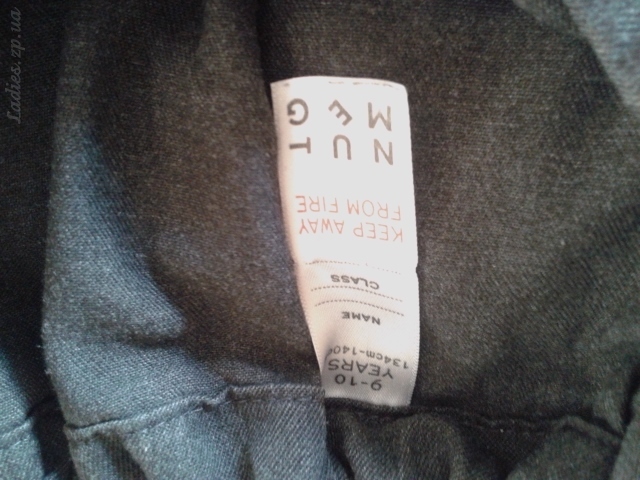 NUT
MEG
KEEP AWAY
FROM FIRE
CLASS
NAME
9-10
YEARS
134cm-140
Ladies.zp.ua